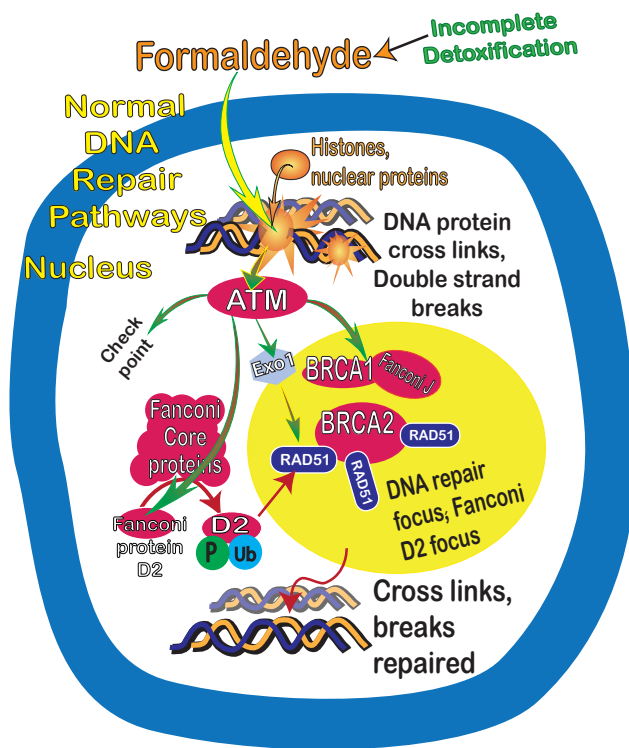 Incomplete
Detoxification
Formaldehyde
Normal
DNA
Repair
Pathways
Nucleus
Histones,
nuclear proteins
DNA protein
cross links,
Double strand
breaks
ATM
Check
point
Exo1
BRCA1
Fanconi J
Fanconi
Core
proteins
BRCA2
RAD51
RAD51
RAD51
DNA repair
focus; Fanconi
D2 focus
Fanconi
protein
D2
D2
P
Ub
Cross links,
breaks
repaired